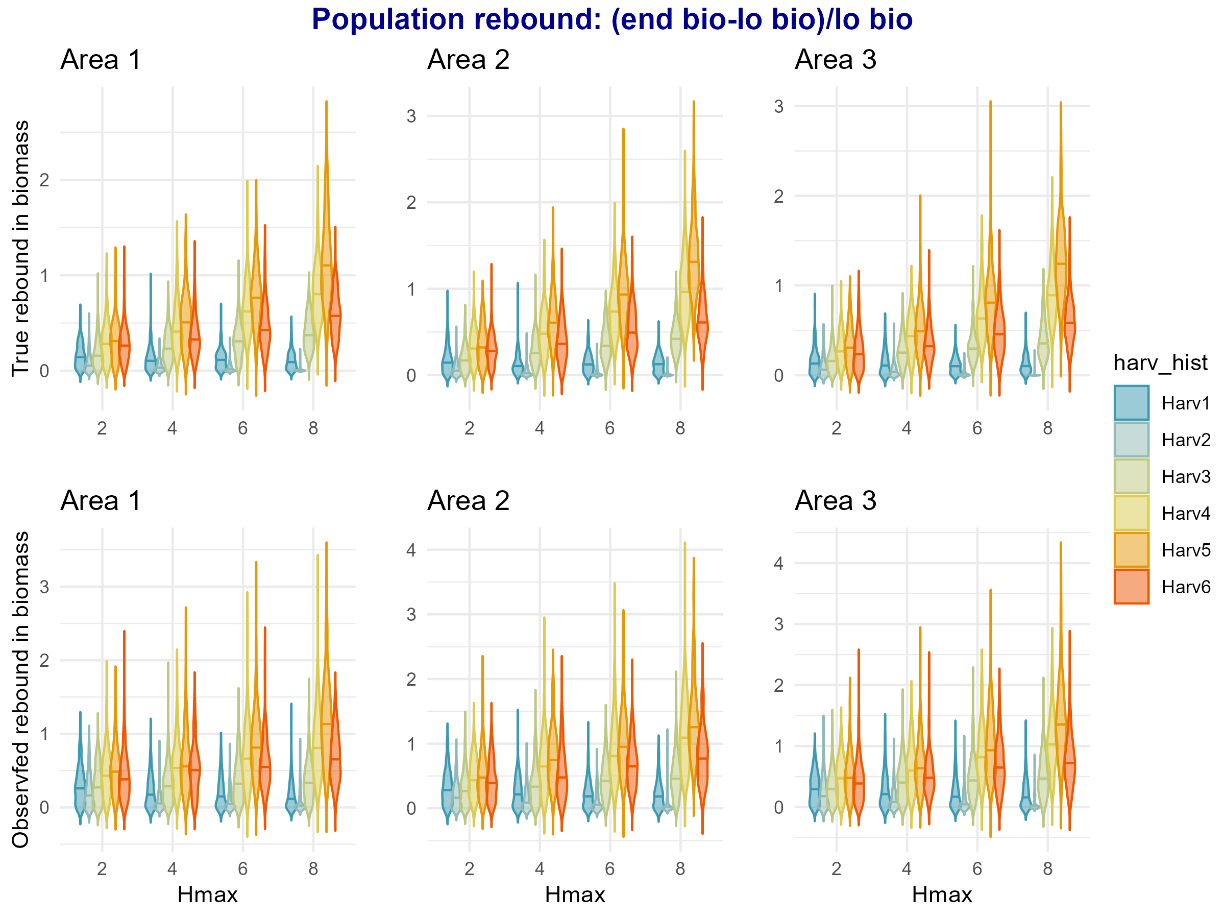 Population rebound: (end bio-lo bio)/lo bio
Area 1
Area 2
Area 3
True rebound in biomass
2
1
0
3
2
1
0
3
2
1
0
2 4 6 8
2 4 6 8
2 4 6 8
Area 1
Area 2
Area 3
Observfed rebound in biomass
3
2
1
0
4
3
2
1
0
4
3
2
1
0
2 4 6 8
2 4 6 8
2 4 6 8
Hmax
Hmax
Hmax
harv_hist
Harv1
Harv2
Harv3
Harv4
Harv5
Harv6